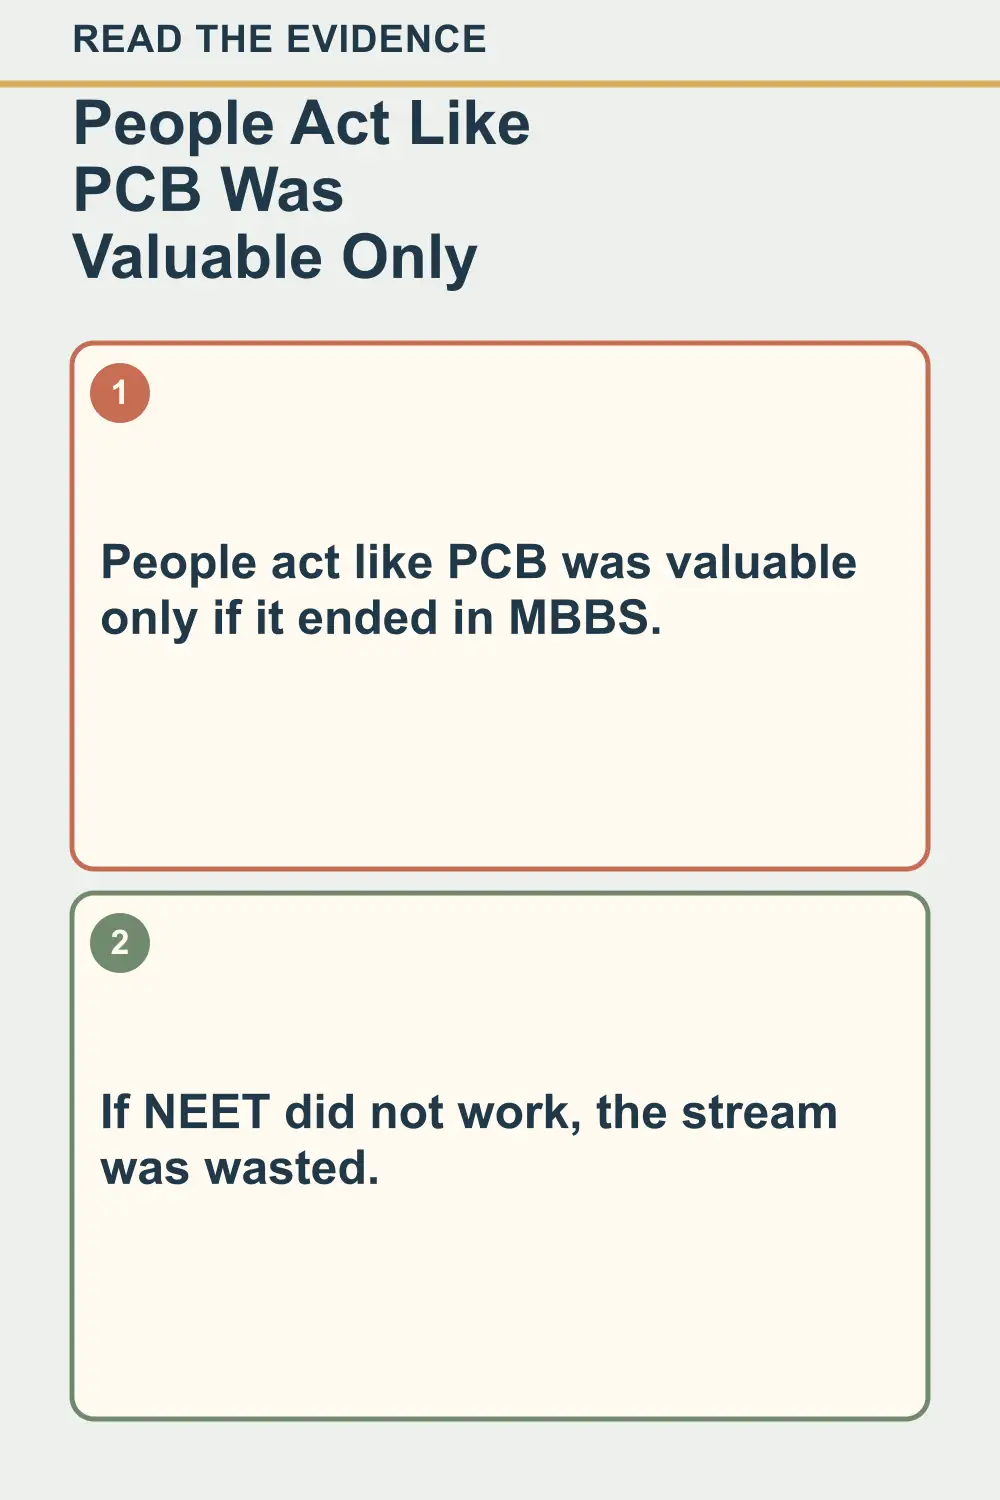 READ THE EVIDENCE
People Act Like
PCB Was
Valuable Only
1
People act like PCB was valuable
only if it ended in MBBS.
2
If NEET did not work, the stream
was wasted.